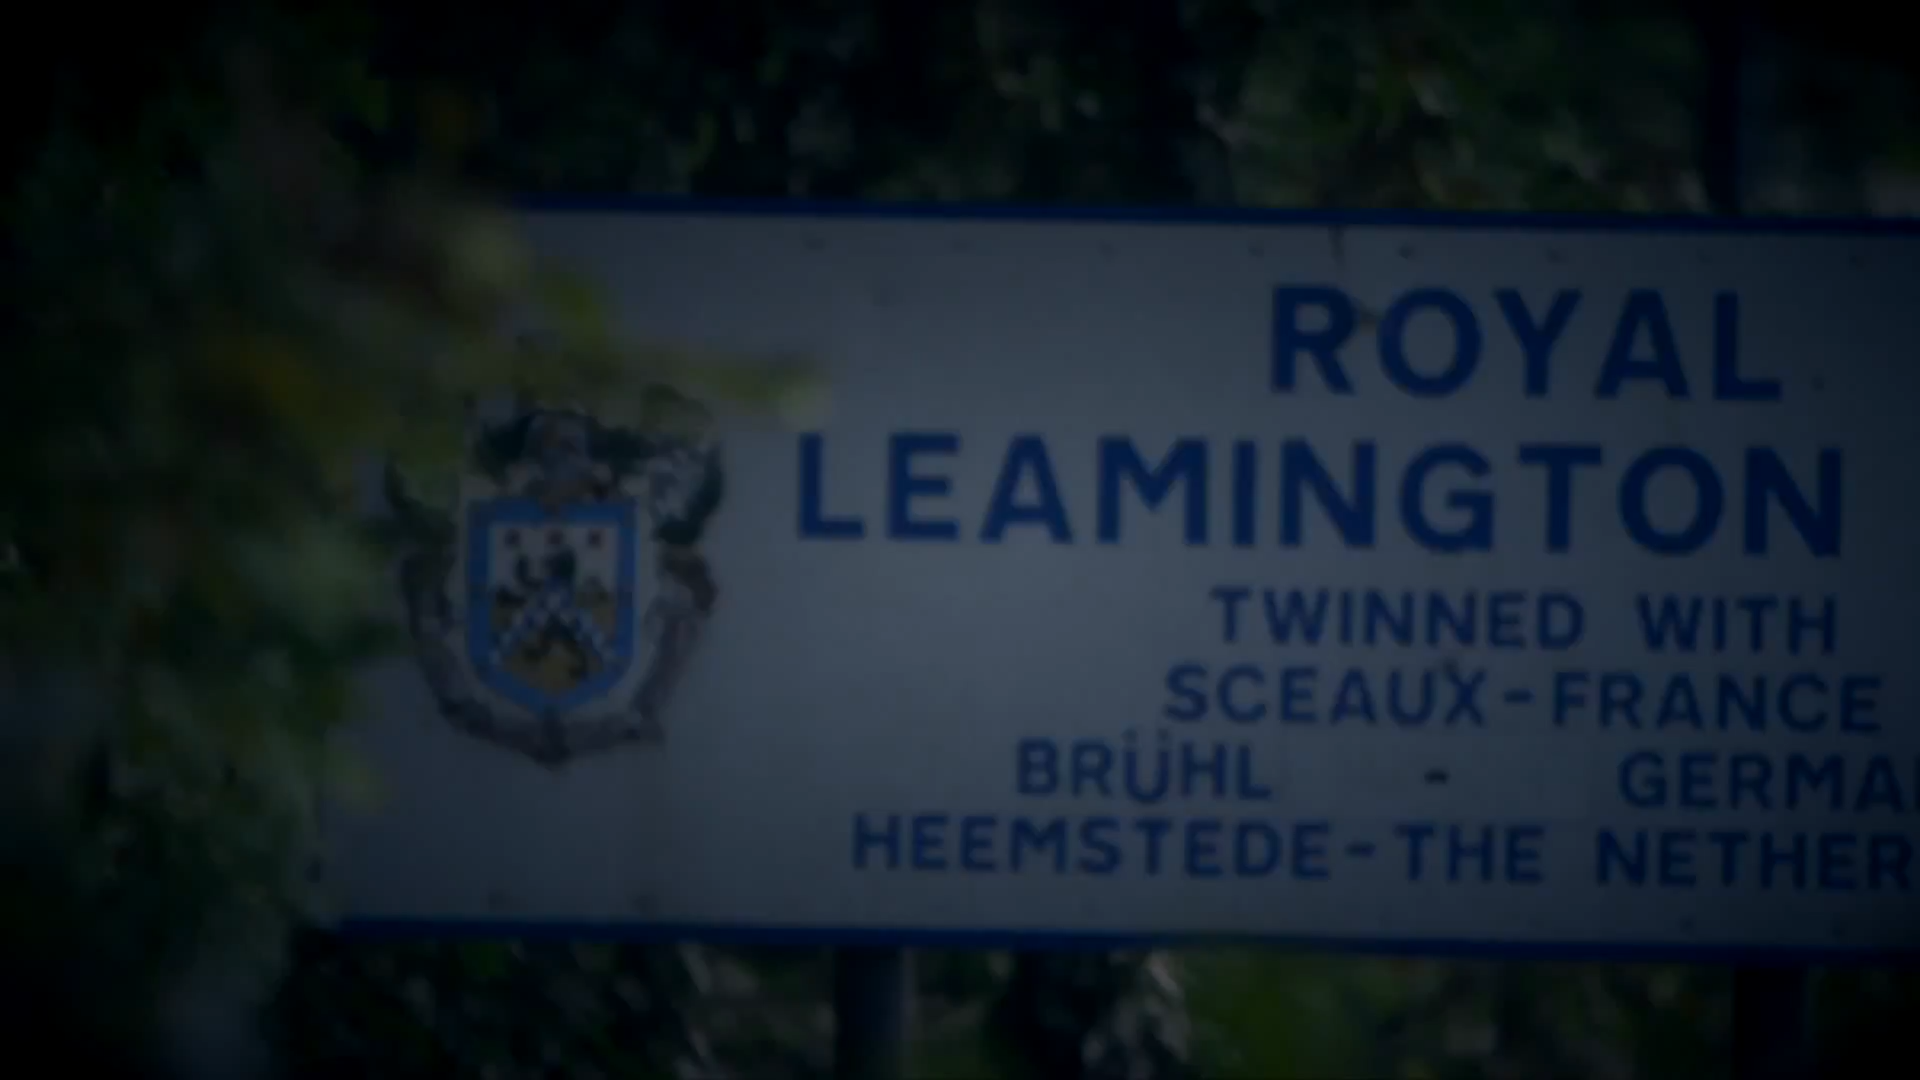 ROYAL
LEAMINGTON
TWINNED WITH
SCEAUX-FRANCE
BRÜHL - GERMA
HEEMSTEDE-THE NETHER